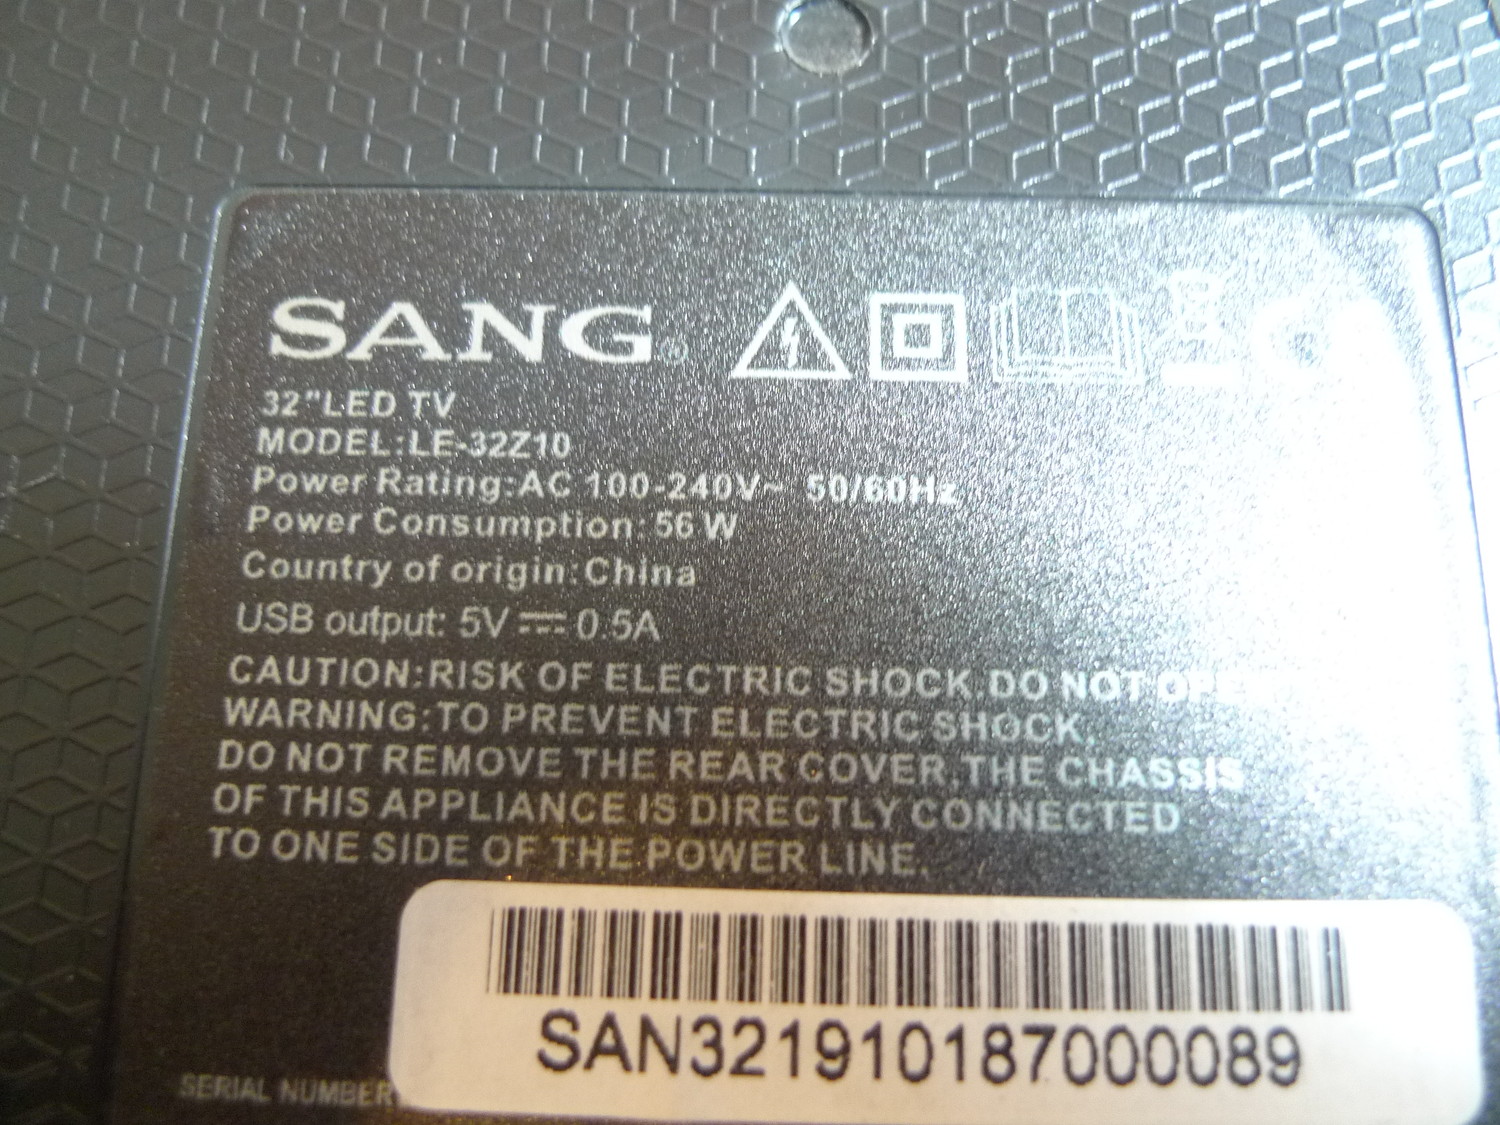 SANG®
32"LED TV
MODEL:LE-32Z10
Power Rating:AC 100-240V~ 50/60Hz
Power Consumption: 56 W
Country of origin:China
USB output: 5V ⎓ 0.5A
CAUTION:RISK OF ELECTRIC SHOCK.DO NOT OPEN
WARNING:TO PREVENT ELECTRIC SHOCK,
DO NOT REMOVE THE REAR COVER.THE CHASSIS
OF THIS APPLIANCE IS DIRECTLY CONNECTED
TO ONE SIDE OF THE POWER LINE.
SAN321910187000089
SERIAL NUMBER